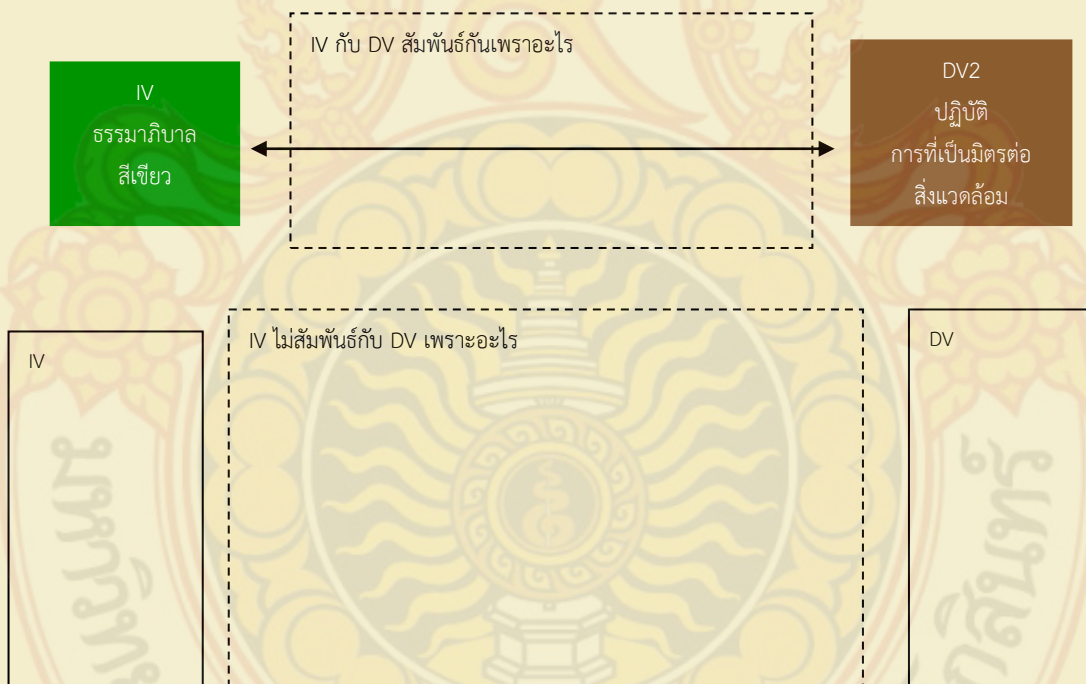 IV กับ DV สัมพันธ์กันเพราอะไร
IV
ธรรมาภิบาล
สีเขียว
DV2
ปฏิบัติ
การที่เป็นมิตรต่อ
สิ่งแวดล้อม
IV ไม่สัมพันธ์กับ DV เพราะอะไร
IV
DV